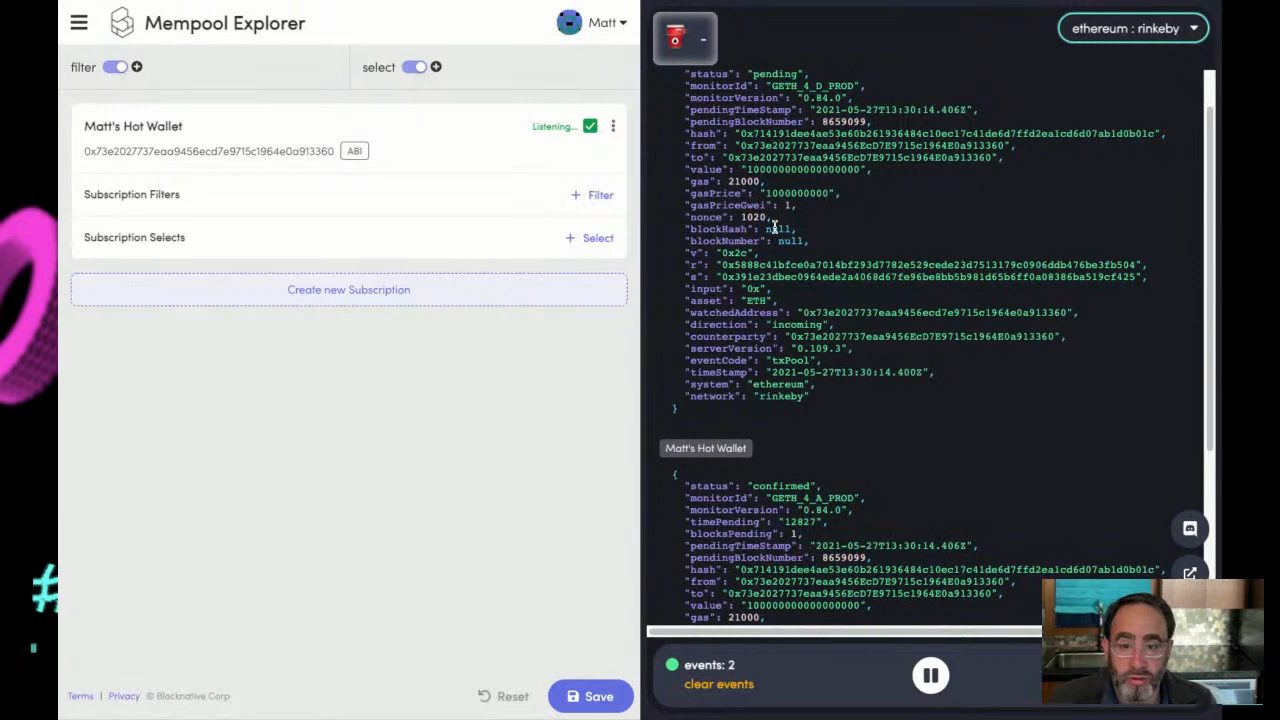 Mempool Explorer
Matt
filter
select
Matt's Hot Wallet
Listening...
0x73e2027737eaa9456ecd7e9715c1964e0a913360
ABI
Subscription Filters
+ Filter
Subscription Selects
+ Select
Create new Subscription
Terms | Privacy © Blocknative Corp
Reset
Save
-
ethereum : rinkeby
"status": "pending",
"monitorId": "GETH_4_D_PROD",
"monitorVersion": "0.84.0",
"pendingTimeStamp": "2021-05-27T13:30:14.406Z",
"pendingBlockNumber": 8659099,
"hash": "0x714191dee4ae53e60b261936484c10ec17c41de6d7ffd2ea1cd6d07ab1d0b01c",
"from": "0x73e2027737eaa9456EcD7E9715c1964E0a913360",
"to": "0x73e2027737eaa9456EcD7E9715c1964E0a913360",
"value": "100000000000000000",
"gas": 21000,
"gasPrice": "1000000000",
"gasPriceGwei": 1,
"nonce": 1020,
"blockHash": null,
"blockNumber": null,
"v": "0x2c",
"r": "0x5888c41bfce0a7014bf293d7782e529cede23d7513179c0906ddb476be3fb504",
"s": "0x391e23dbec0964ede2a4068d67fe96be8bb5b981d65b6ff0a08386ba519cf425",
"input": "0x",
"asset": "ETH",
"watchedAddress": "0x73e2027737eaa9456ecd7e9715c1964e0a913360",
"direction": "incoming",
"counterparty": "0x73e2027737eaa9456EcD7E9715c1964E0a913360",
"serverVersion": "0.109.3",
"eventCode": "txPool",
"timeStamp": "2021-05-27T13:30:14.400Z",
"system": "ethereum",
"network": "rinkeby"
}
Matt's Hot Wallet
{
"status": "confirmed",
"monitorId": "GETH_4_A_PROD",
"monitorVersion": "0.84.0",
"timePending": "12827",
"blocksPending": 1,
"pendingTimeStamp": "2021-05-27T13:30:14.406Z",
"pendingBlockNumber": 8659099,
"hash": "0x714191dee4ae53e60b261936484c10ec17c41de6d7ffd2ea1cd6d07ab1d0b01c",
"from": "0x73e2027737eaa9456EcD7E9715c1964E0a913360",
"to": "0x73e2027737eaa9456EcD7E9715c1964E0a913360",
"value": "100000000000000000",
"gas": 21000,
events: 2
clear events
#